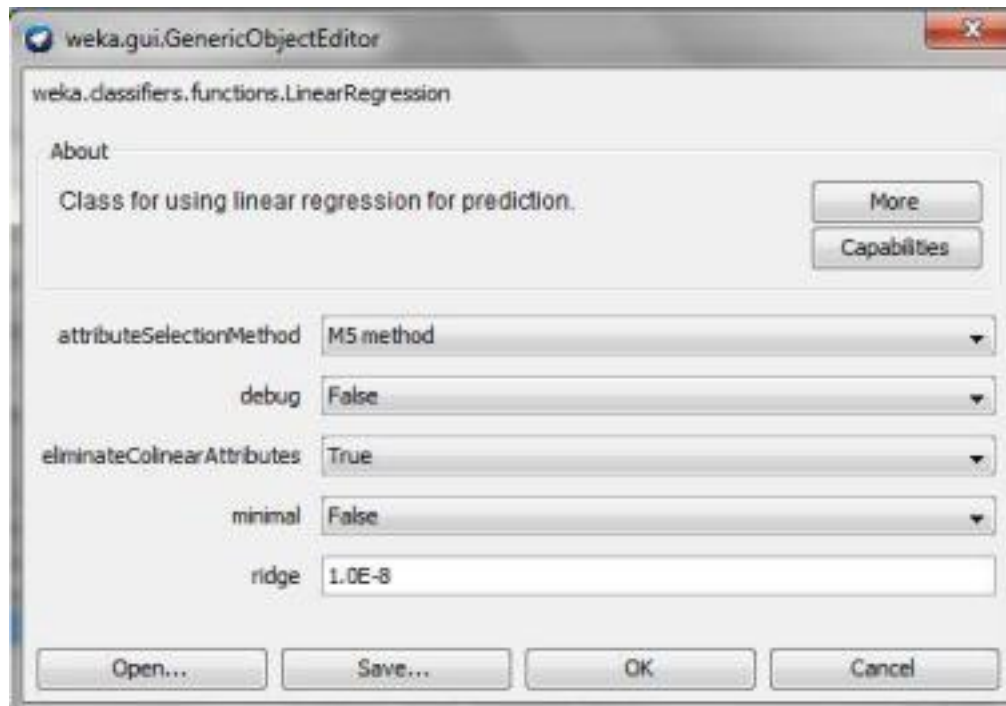 weka.gui.GenericObjectEditor
weka.classifiers.functions.LinearRegression
About
Class for using linear regression for prediction.
More
Capabilities
attributeSelectionMethod M5 method
debug False
eliminateColinearAttributes True
minimal False
ridge 1.0E-8
Open... Save... OK Cancel